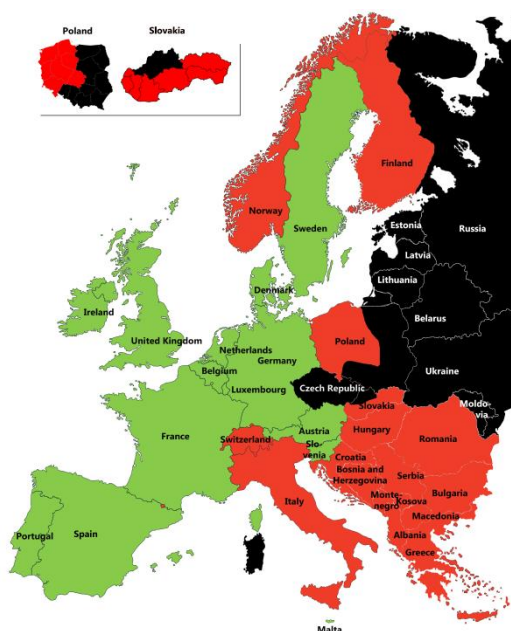 Poland
Slovakia
Finland
Norway
Sweden
Estonia
Russia
Latvia
Lithuania
Denmark
Belarus
Ireland
United Kingdom
Netherlands
Germany
Poland
Belgium
Ukraine
Czech Republic
Luxembourg
Slovakia
Moldo-
via
Austria
Hungary
France
Switzerland
Slo-
venia
Romania
Croatia
Bosnia and
Herzegovina
Serbia
Italy
Monte-
negro
Kosova
Bulgaria
Macedonia
Portugal
Spain
Albania
Greece
Malta